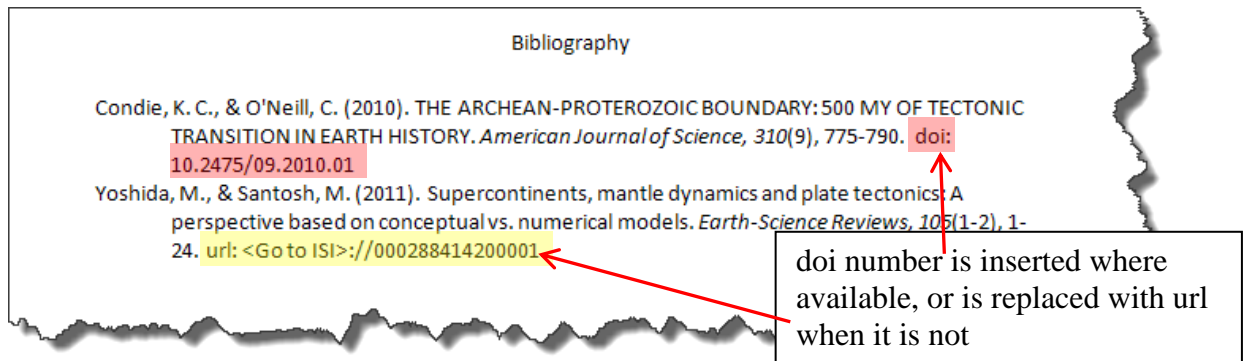 Bibliography
Condie, K. C., & O'Neill, C. (2010). THE ARCHEAN-PROTEROZOIC BOUNDARY: 500 MY OF TECTONIC
TRANSITION IN EARTH HISTORY. American Journal of Science, 310(9), 775-790. doi:
10.2475/09.2010.01
Yoshida, M., & Santosh, M. (2011). Supercontinents, mantle dynamics and plate tectonics: A
perspective based on conceptual vs. numerical models. Earth-Science Reviews, 105(1-2), 1-
24. url: <Go to ISI>://000288414200001
doi number is inserted where
available, or is replaced with url
when it is not